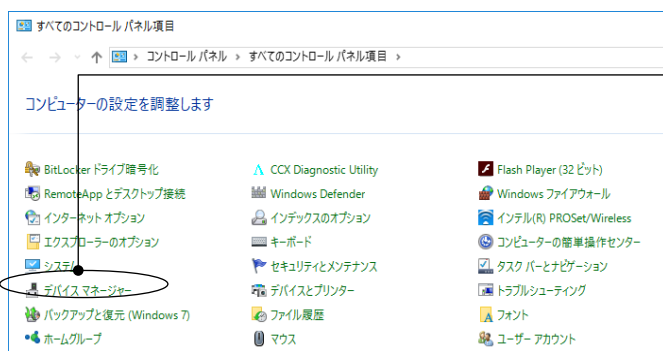 すべてのコントロール パネル項目
コントロール パネル › すべてのコントロール パネル項目 ›
コンピューターの設定を調整します
BitLocker ドライブ暗号化 CCX Diagnostic Utility Flash Player (32 ビット)
RemoteApp とデスクトップ接続 Windows Defender Windows ファイアウォール
インターネット オプション インデックスのオプション インテル(R) PROSet/Wireless
エクスプローラーのオプション キーボード コンピューターの簡単操作センター
システム セキュリティとメンテナンス タスク バーとナビゲーション
デバイス マネージャー デバイスとプリンター トラブルシューティング
バックアップと復元 (Windows 7) ファイル履歴 フォント
ホームグループ マウス ユーザー アカウント